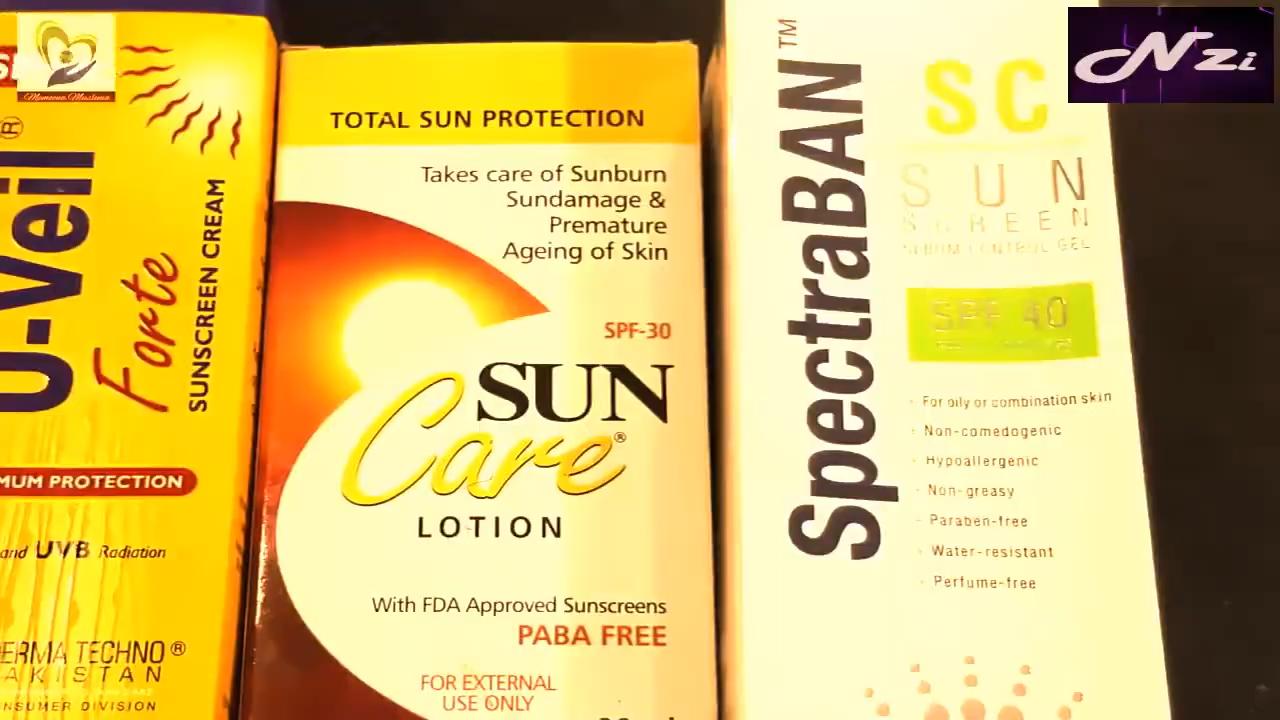 Mamoona Muslima
U-Veil®
Forte
SUNSCREEN CREAM
MUM PROTECTION
and UVB Radiation
DERMA TECHNO®
AKISTAN
NSUMER DIVISION
TOTAL SUN PROTECTION
Takes care of Sunburn
Sundamage &
Premature
Ageing of Skin
SPF-30
SUN
Care®
LOTION
With FDA Approved Sunscreens
PABA FREE
FOR EXTERNAL
USE ONLY
SpectraBAN™
SC
SUN
SCREEN
SEBUM CONTROL GEL
SPF 40
- For oily or combination skin
- Non-comedogenic
- Hypoallergenic
- Non-greasy
- Paraben-free
- Water-resistant
- Perfume-free
Nzi